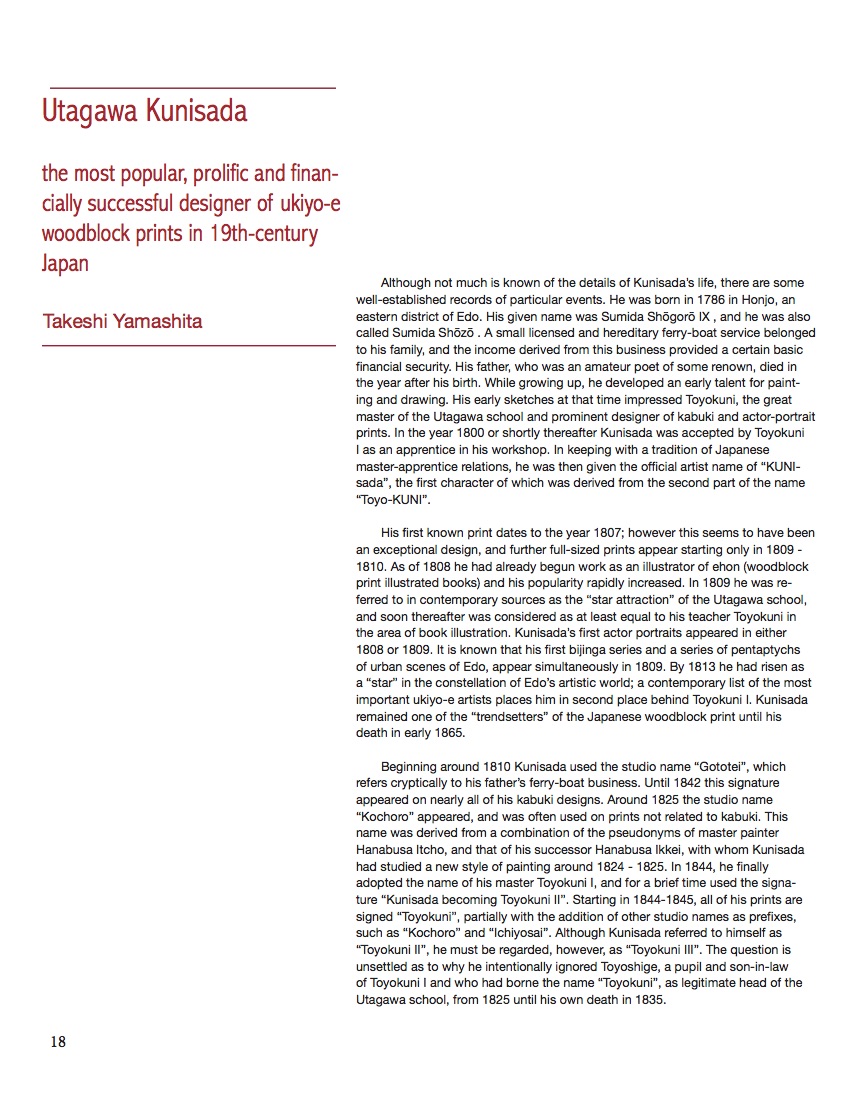 Utagawa Kunisada
the most popular, prolific and finan-
cially successful designer of ukiyo-e
woodblock prints in 19th-century
Japan
Takeshi Yamashita
Although not much is known of the details of Kunisada's life, there are some
well-established records of particular events. He was born in 1786 in Honjo, an
eastern district of Edo. His given name was Sumida Shōgorō IX , and he was also
called Sumida Shōzō . A small licensed and hereditary ferry-boat service belonged
to his family, and the income derived from this business provided a certain basic
financial security. His father, who was an amateur poet of some renown, died in
the year after his birth. While growing up, he developed an early talent for paint-
ing and drawing. His early sketches at that time impressed Toyokuni, the great
master of the Utagawa school and prominent designer of kabuki and actor-portrait
prints. In the year 1800 or shortly thereafter Kunisada was accepted by Toyokuni
I as an apprentice in his workshop. In keeping with a tradition of Japanese
master-apprentice relations, he was then given the official artist name of “KUNI-
sada”, the first character of which was derived from the second part of the name
“Toyo-KUNI”.
His first known print dates to the year 1807; however this seems to have been
an exceptional design, and further full-sized prints appear starting only in 1809 -
1810. As of 1808 he had already begun work as an illustrator of ehon (woodblock
print illustrated books) and his popularity rapidly increased. In 1809 he was re-
ferred to in contemporary sources as the “star attraction” of the Utagawa school,
and soon thereafter was considered as at least equal to his teacher Toyokuni in
the area of book illustration. Kunisada's first actor portraits appeared in either
1808 or 1809. It is known that his first bijinga series and a series of pentaptychs
of urban scenes of Edo, appear simultaneously in 1809. By 1813 he had risen as
a “star” in the constellation of Edo's artistic world; a contemporary list of the most
important ukiyo-e artists places him in second place behind Toyokuni I. Kunisada
remained one of the “trendsetters” of the Japanese woodblock print until his
death in early 1865.
Beginning around 1810 Kunisada used the studio name “Gototei”, which
refers cryptically to his father's ferry-boat business. Until 1842 this signature
appeared on nearly all of his kabuki designs. Around 1825 the studio name
“Kochoro” appeared, and was often used on prints not related to kabuki. This
name was derived from a combination of the pseudonyms of master painter
Hanabusa Itcho, and that of his successor Hanabusa Ikkei, with whom Kunisada
had studied a new style of painting around 1824 - 1825. In 1844, he finally
adopted the name of his master Toyokuni I, and for a brief time used the signa-
ture “Kunisada becoming Toyokuni II”. Starting in 1844-1845, all of his prints are
signed “Toyokuni”, partially with the addition of other studio names as prefixes,
such as “Kochoro” and “Ichiyosai”. Although Kunisada referred to himself as
“Toyokuni II”, he must be regarded, however, as “Toyokuni III”. The question is
unsettled as to why he intentionally ignored Toyoshige, a pupil and son-in-law
of Toyokuni I and who had borne the name “Toyokuni”, as legitimate head of the
Utagawa school, from 1825 until his own death in 1835.
18